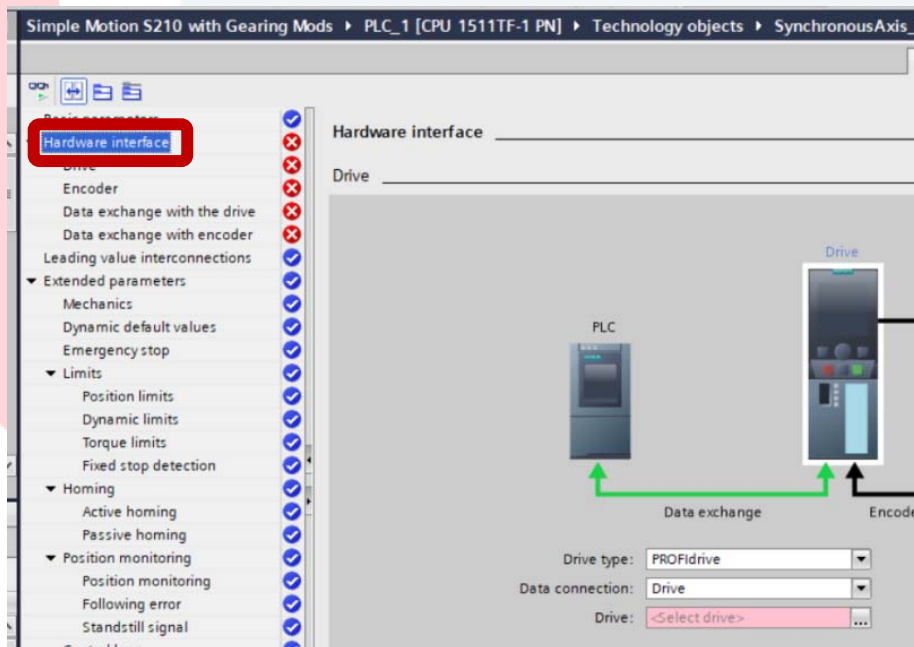 Simple Motion S210 with Gearing Mods ▸ PLC_1 [CPU 1511TF-1 PN] ▸ Technology objects ▸ SynchronousAxis_
Basic parameters
Hardware interface
Drive
Encoder
Data exchange with the drive
Data exchange with encoder
Leading value interconnections
Extended parameters
Mechanics
Dynamic default values
Emergency stop
Limits
Position limits
Dynamic limits
Torque limits
Fixed stop detection
Homing
Active homing
Passive homing
Position monitoring
Position monitoring
Following error
Standstill signal
Hardware interface
Drive
Drive
PLC
Data exchange
Encode
Drive type: PROFIdrive
Data connection: Drive
Drive: <Select drive> ...